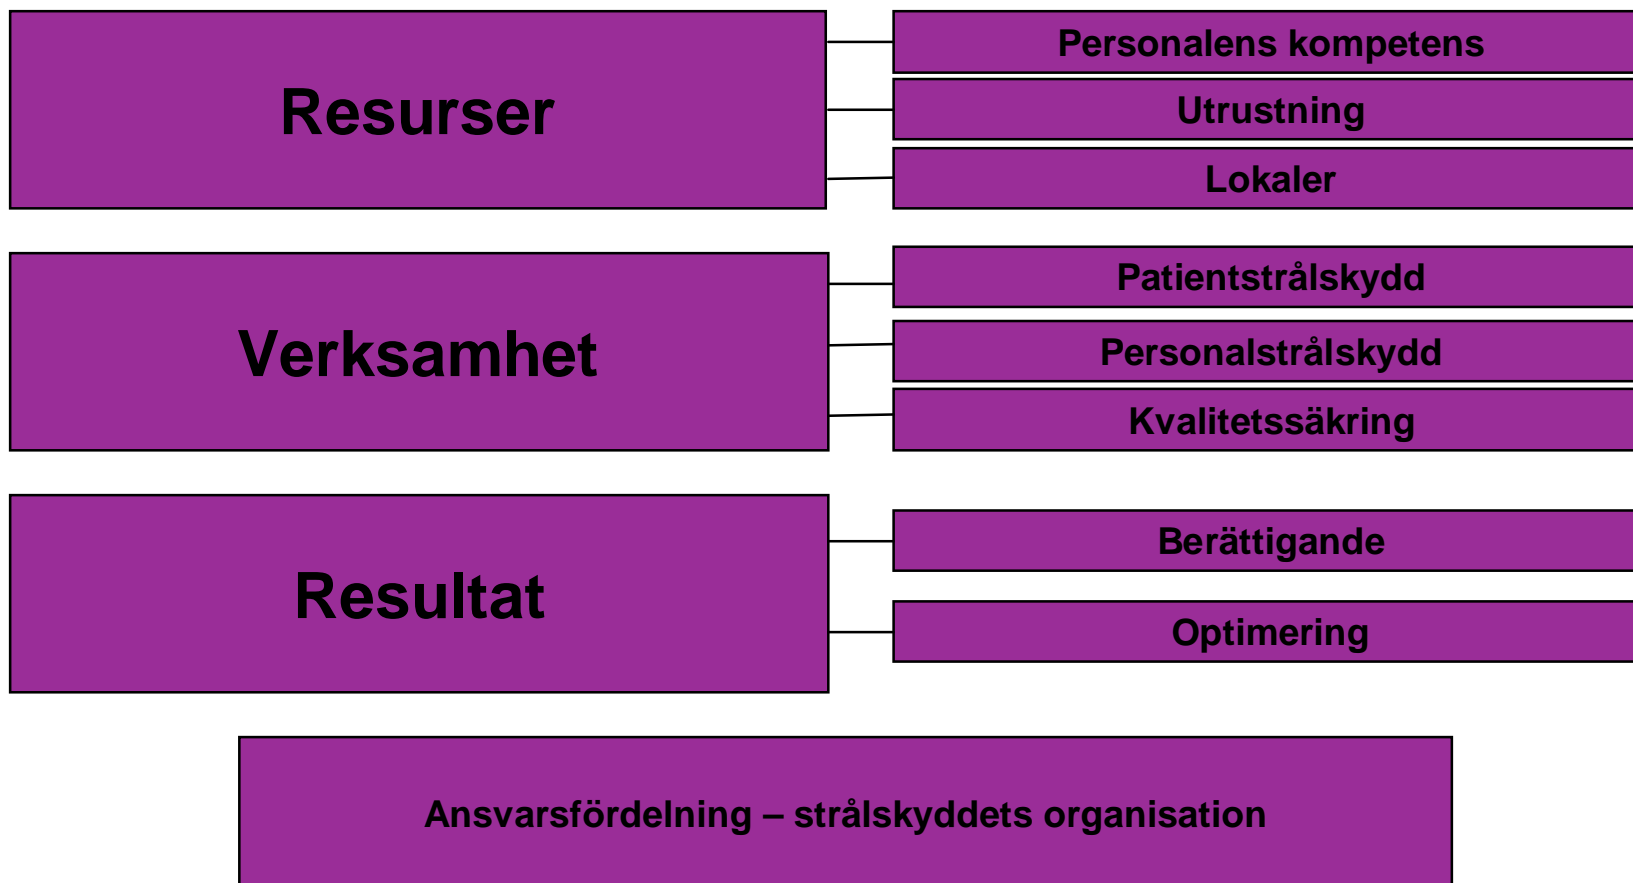 Resurser
Personalens kompetens
Utrustning
Lokaler
Verksamhet
Patientstrålskydd
Personalstrålskydd
Kvalitetssäkring
Resultat
Berättigande
Optimering
Ansvarsfördelning – strålskyddets organisation